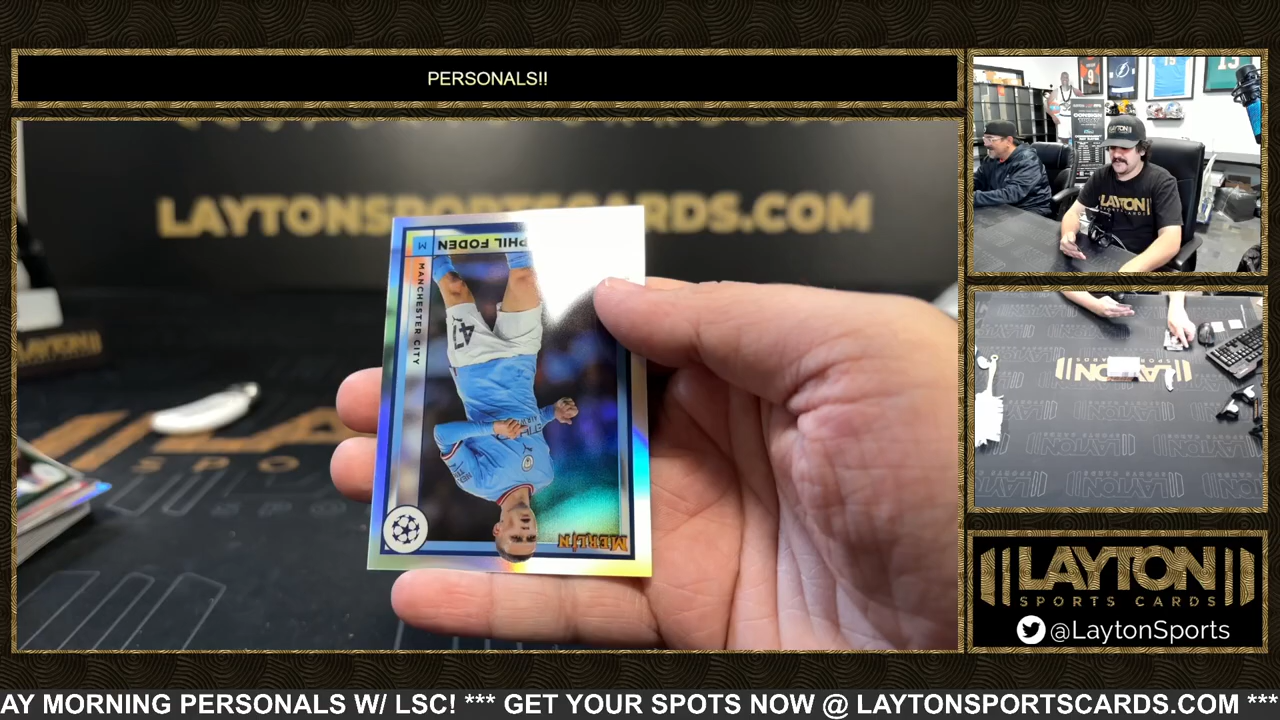 PERSONALS!!
LAYTONSPORTSCARDS.COM
PHIL FODEN
M
MANCHESTER CITY
47
MERLIN
LAYTON
LAYTON
SPORTS CARDS
@LaytonSports
AY MORNING PERSONALS W/ LSC! *** GET YOUR SPOTS NOW @ LAYTONSPORTSCARDS.COM ***